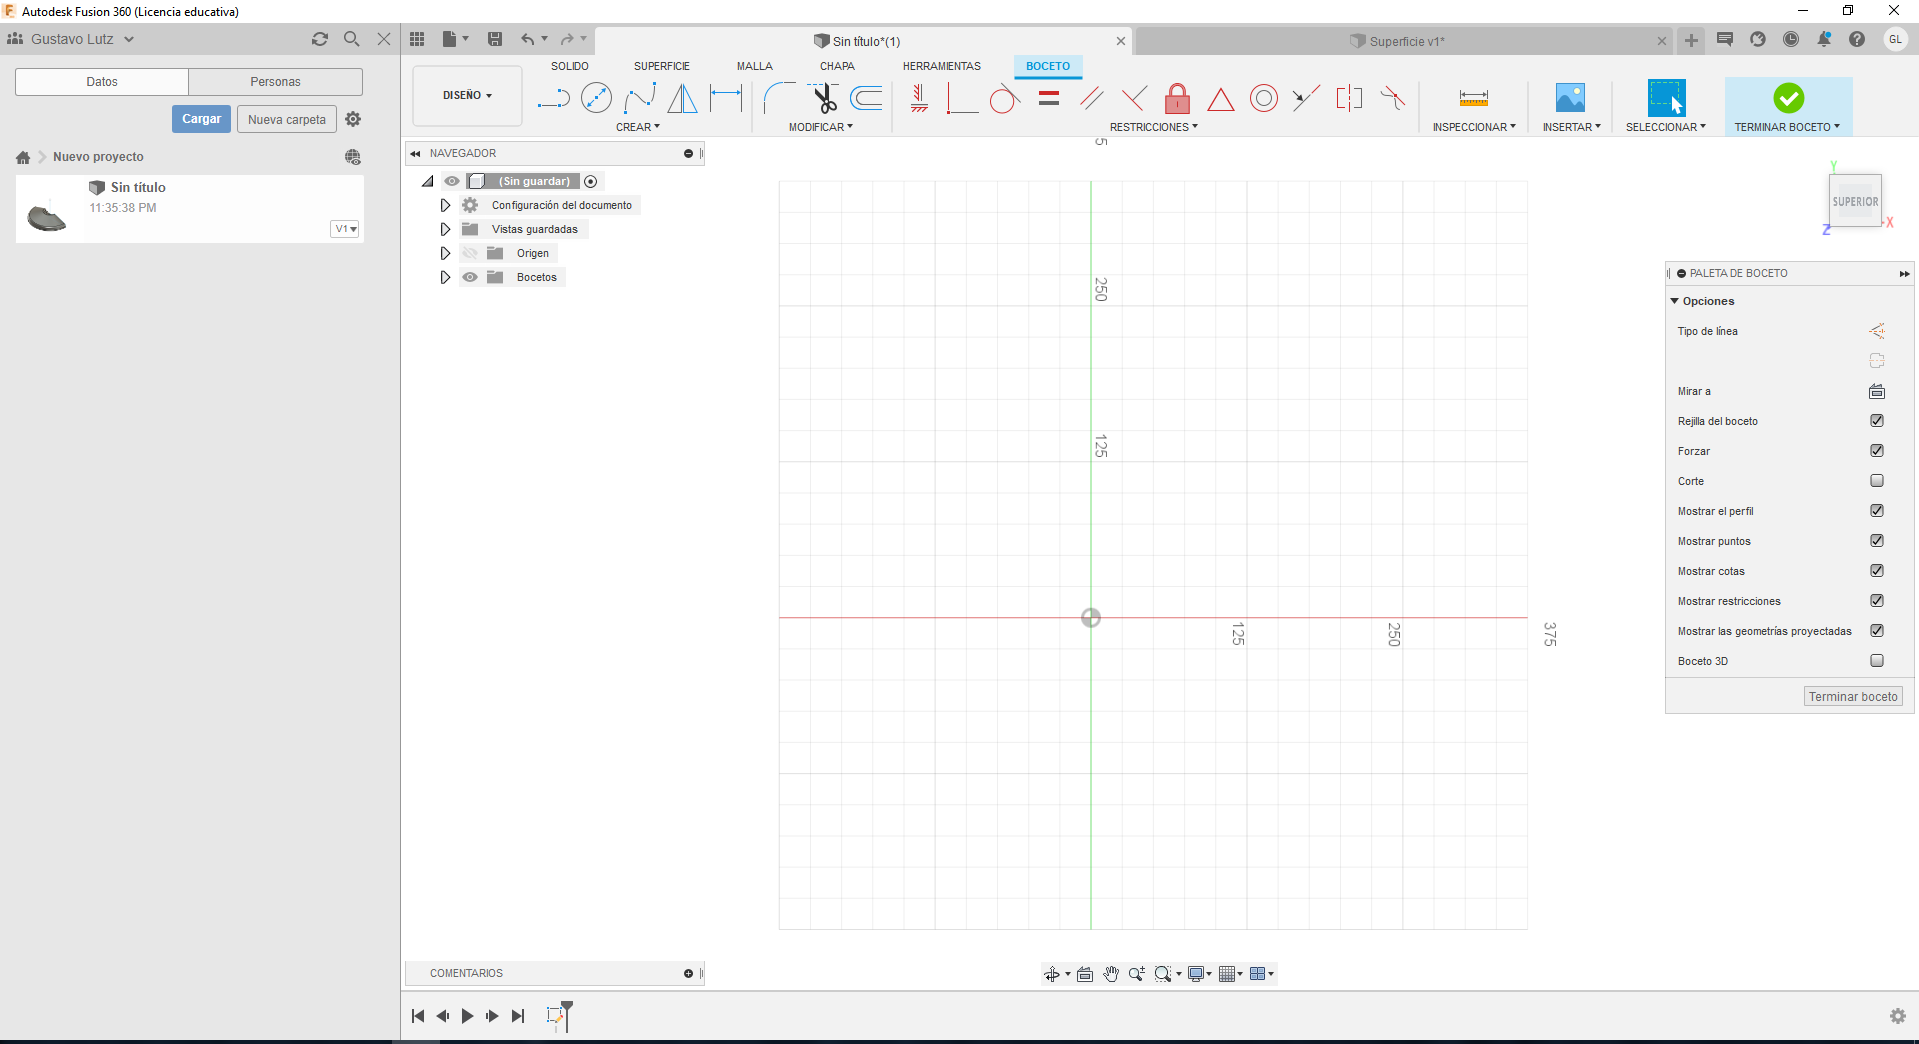 Autodesk Fusion 360 (Licencia educativa)
Gustavo Lutz
Sin título*(1)
Superficie v1*
GL
Datos
Personas
Cargar
Nueva carpeta
Nuevo proyecto
Sin título
11:35:38 PM
V1
DISEÑO
SOLIDO
SUPERFICIE
MALLA
CHAPA
HERRAMIENTAS
BOCETO
CREAR
MODIFICAR
RESTRICCIONES
INSPECCIONAR
INSERTAR
SELECCIONAR
TERMINAR BOCETO
NAVEGADOR
(Sin guardar)
Configuración del documento
Vistas guardadas
Origen
Bocetos
5
250
125
125
250
375
Y
SUPERIOR
Z
X
PALETA DE BOCETO
Opciones
Tipo de línea
Mirar a
Rejilla del boceto
Forzar
Corte
Mostrar el perfil
Mostrar puntos
Mostrar cotas
Mostrar restricciones
Mostrar las geometrías proyectadas
Boceto 3D
Terminar boceto
COMENTARIOS